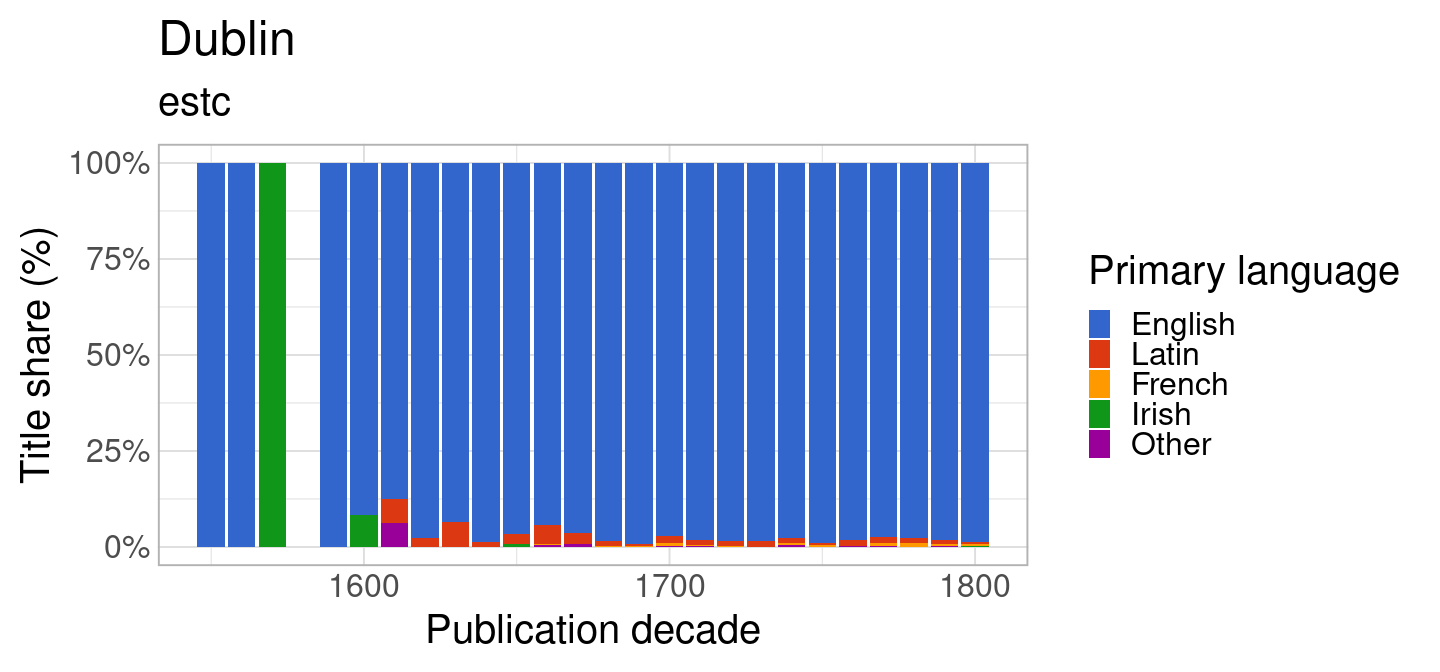 Dublin
estc
100%
75%
50%
25%
0%
Title share (%)
1600
1700
1800
Publication decade
Primary language
English
Latin
French
Irish
Other